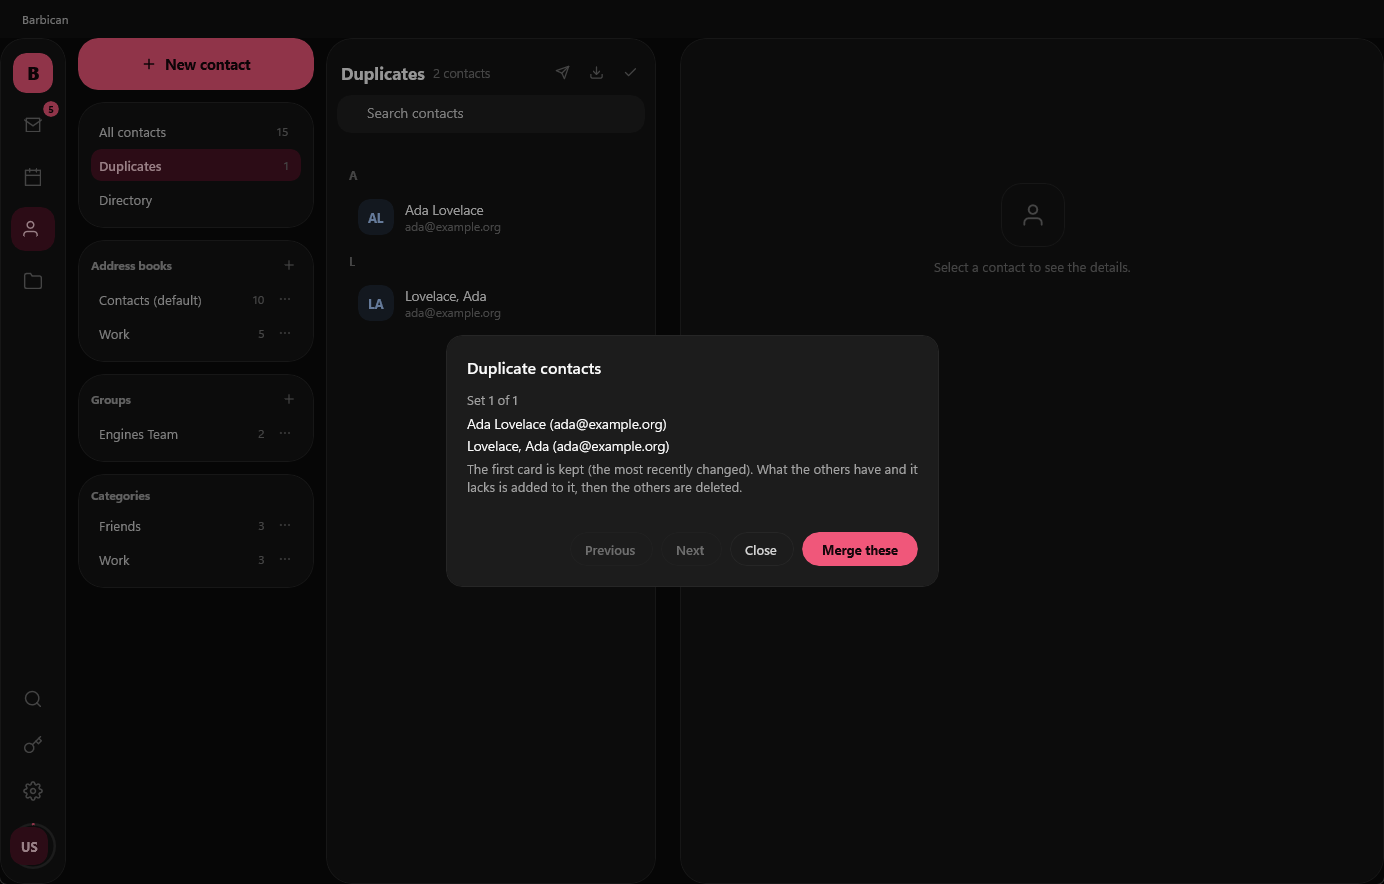 Barbican
B
5
US
+ New contact
All contacts 15
Duplicates 1
Directory
Address books +
Contacts (default) 10 ...
Work 5 ...
Groups +
Engines Team 2 ...
Categories
Friends 3 ...
Work 3 ...
Duplicates 2 contacts
Search contacts
A
AL Ada Lovelace
ada@example.org
L
LA Lovelace, Ada
ada@example.org
Select a contact to see the details.
Duplicate contacts
Set 1 of 1
Ada Lovelace (ada@example.org)
Lovelace, Ada (ada@example.org)
The first card is kept (the most recently changed). What the others have and it
lacks is added to it, then the others are deleted.
Previous Next Close Merge these